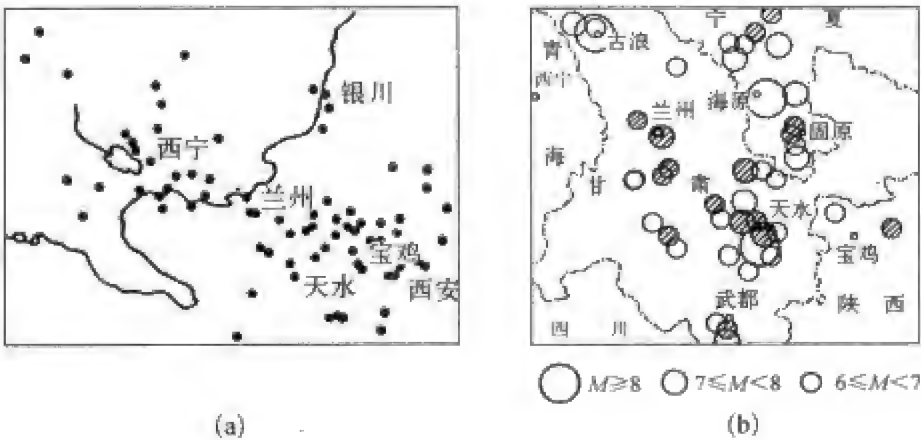 (a)
银川
西宁
兰州
宝鸡
天水
西安
(b)
宁 夏
青
古浪
西宁
海原
兰州
固原
海
甘 肃
天水
宝鸡
武都
陕 西
四 川
M≥8 7≤M<8 6≤M<7
(a)
(b)